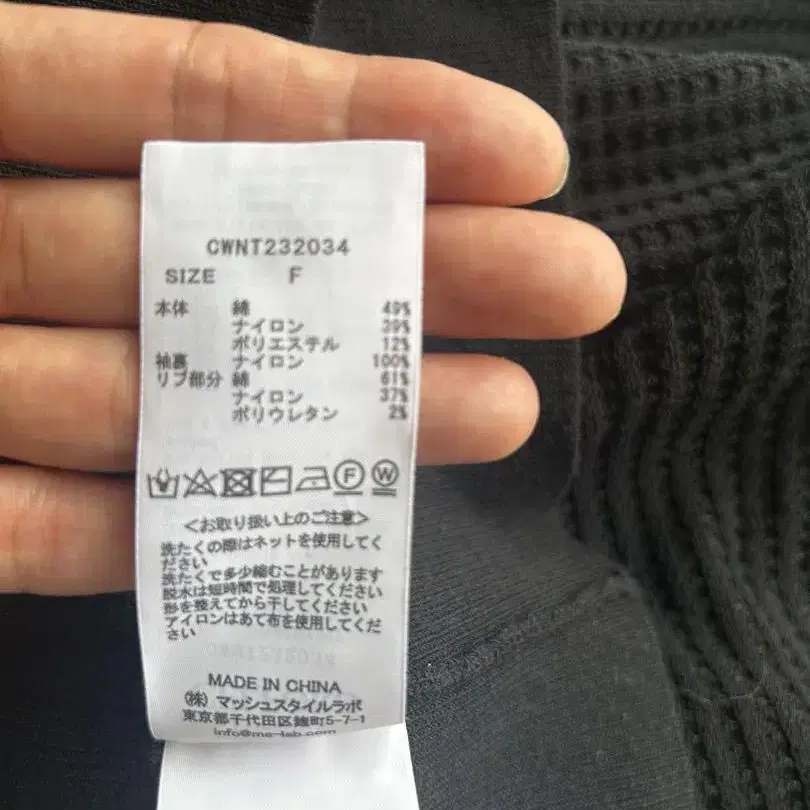 CWNT232034
SIZE F
本体 綿 49%
ナイロン 39%
ポリエステル 12%
袖裏 ナイロン 100%
リブ部分 綿 61%
ナイロン 37%
ポリウレタン 2%
F W
<お取り扱い上のご注意>
洗たくの際はネットを使用してく
ださい
洗たくで多少縮むことがあります
脱水は短時間で処理してください
形を整えてから干してください
アイロンはあて布を使用してくだ
さい
MADE IN CHINA
(株) マッシュスタイルラボ
東京都千代田区麹町5-7-1
info@ms-lab.com